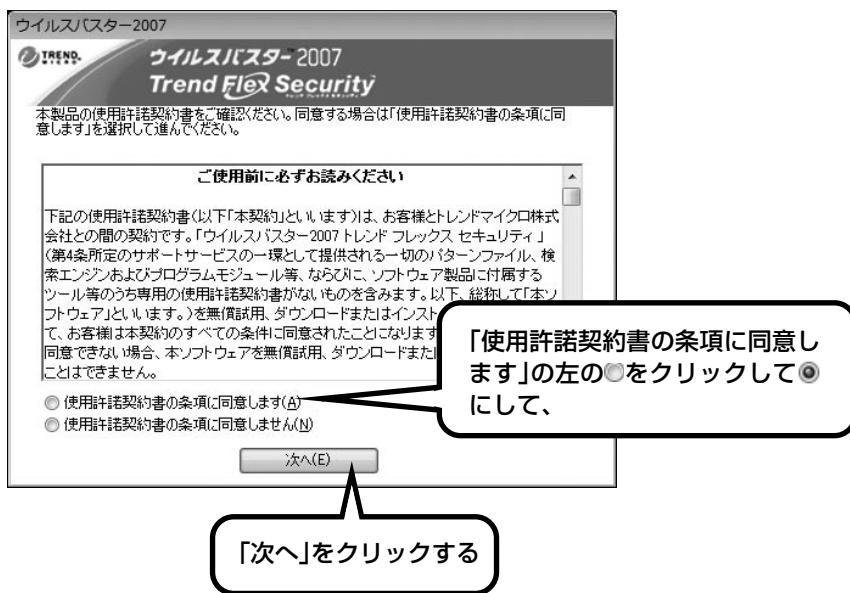 ウイルスバスター2007
TREND MICRO
ウイルスバスター™2007
Trend Flex Security
トレンド フレックス セキュリティ
本製品の使用許諾契約書をご確認ください。同意する場合は「使用許諾契約書の条項に同
意します」を選択して進んでください。
ご使用前に必ずお読みください
下記の使用許諾契約書(以下「本契約」といいます)は、お客様とトレンドマイクロ株式
会社との間の契約です。「ウイルスバスター2007 トレンド フレックス セキュリティ」
(第4条所定のサポートサービスの一環として提供される一切のパターンファイル、検
索エンジンおよびプログラムモジュール等、ならびに、ソフトウェア製品に付属する
ツール等のうち専用の使用許諾契約書がないものを含みます。以下、総称して「本ソ
フトウェア」といいます。)を無償試用、ダウンロードまたはインスト
て、お客様は本契約のすべての条件に同意されたことになります
同意できない場合、本ソフトウェアを無償試用、ダウンロードまた
ことはできません。
使用許諾契約書の条項に同意します(A)
使用許諾契約書の条項に同意しません(N)
次へ(E)
「使用許諾契約書の条項に同意し
ます」の左の をクリックして
にして、
「次へ」をクリックする